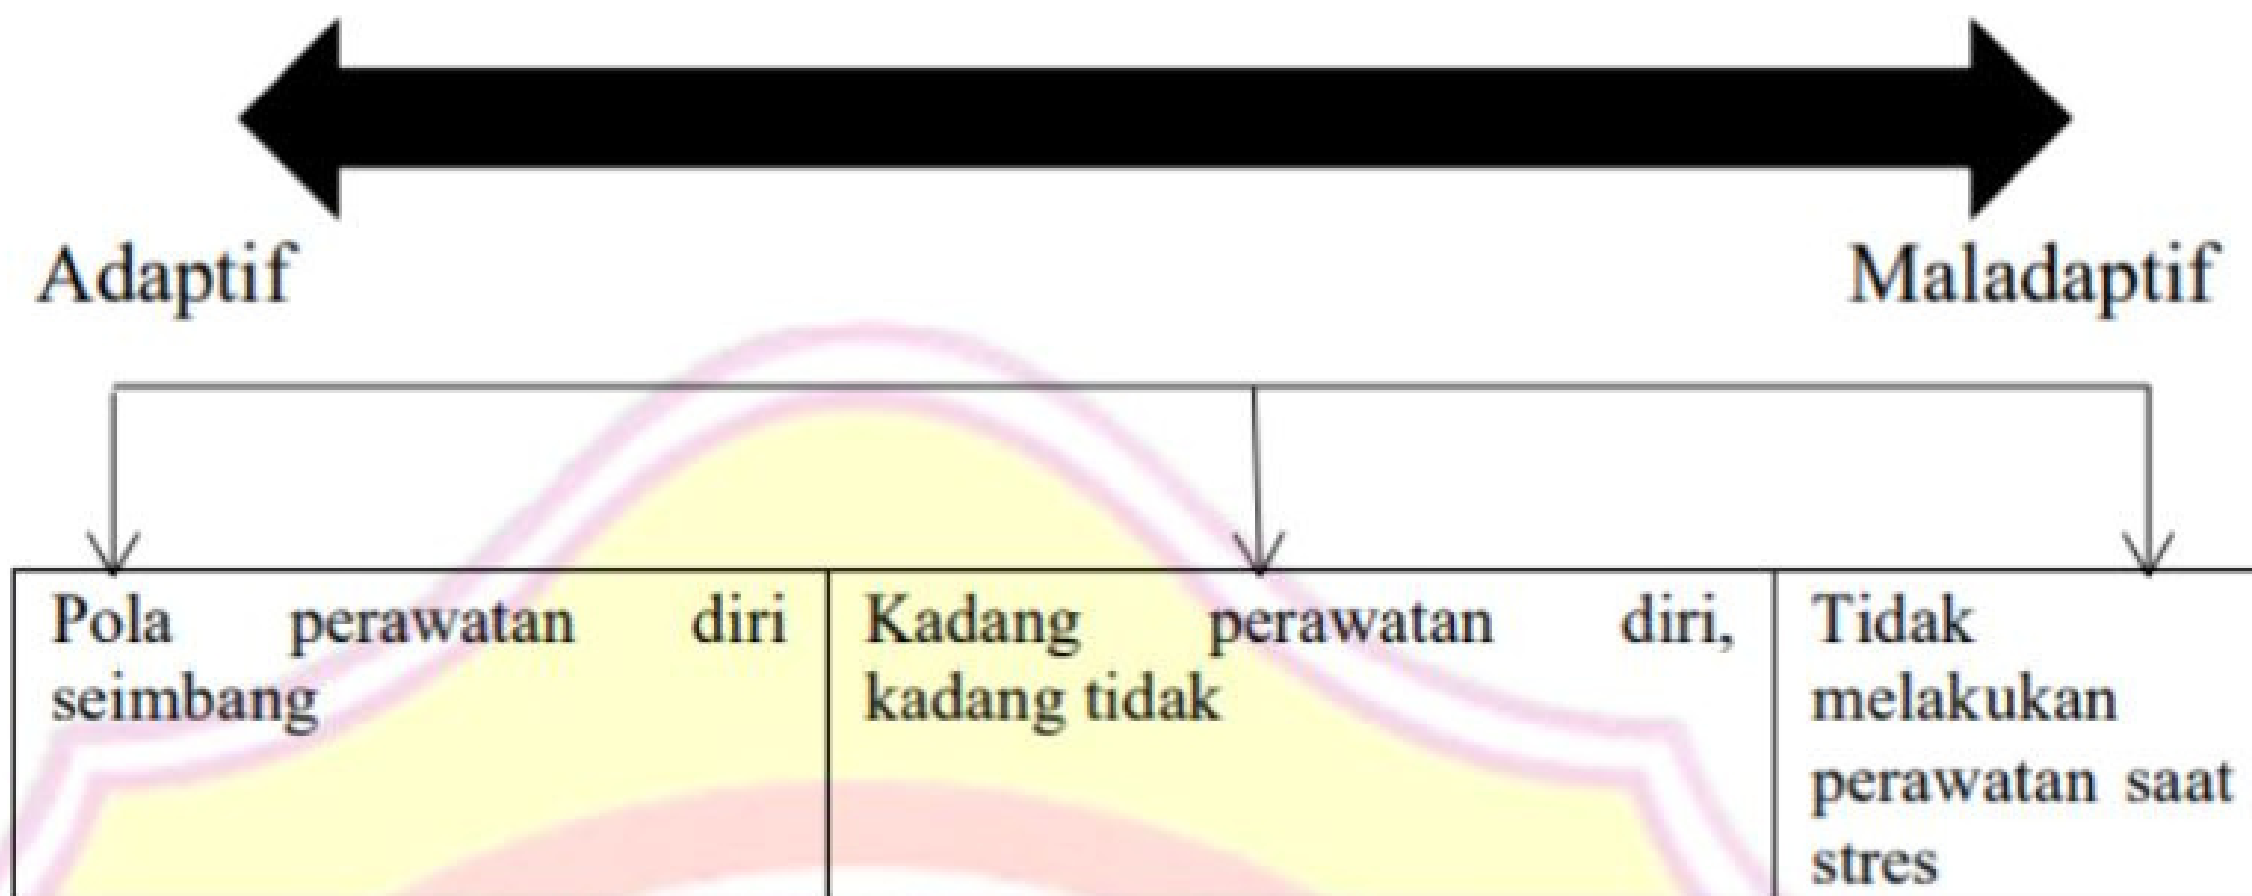 Adaptif
Maladaptif
Pola perawatan diri
seimbang
Kadang perawatan diri,
kadang tidak
Tidak
melakukan
perawatan saat
stres